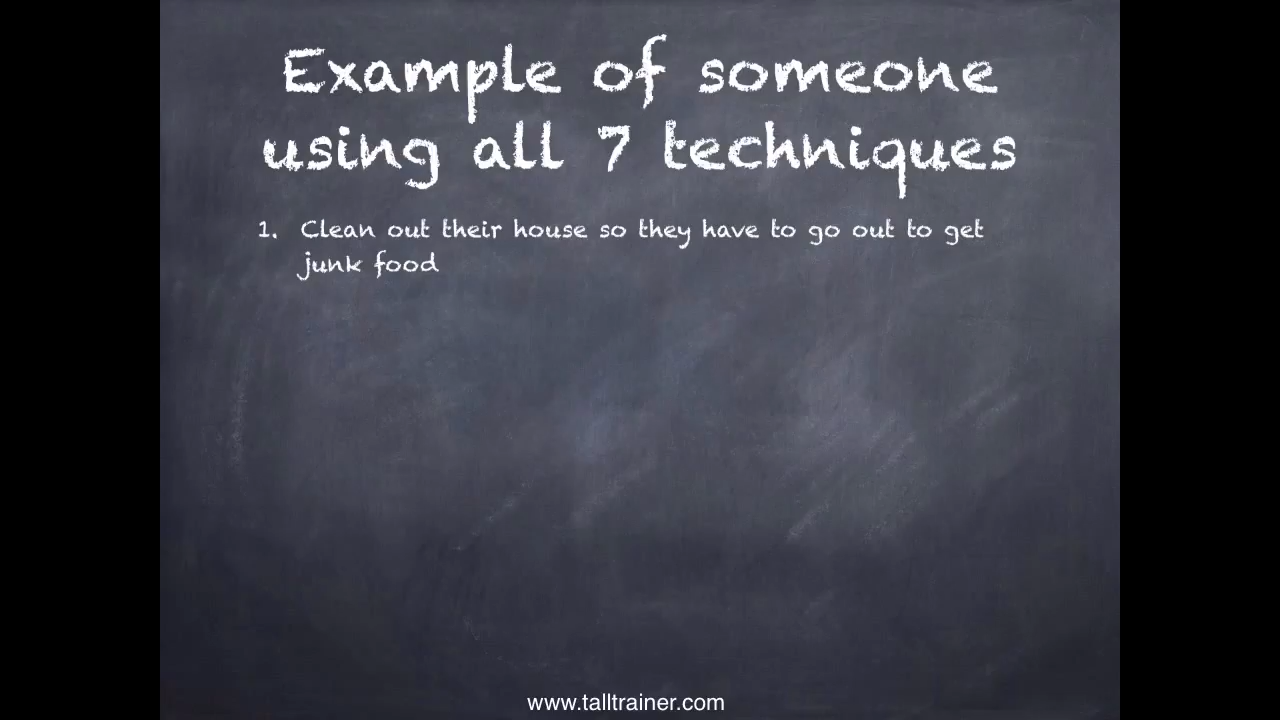 Example of someone
using all 7 techniques
1. Clean out their house so they have to go out to get
junk food
www.talltrainer.com